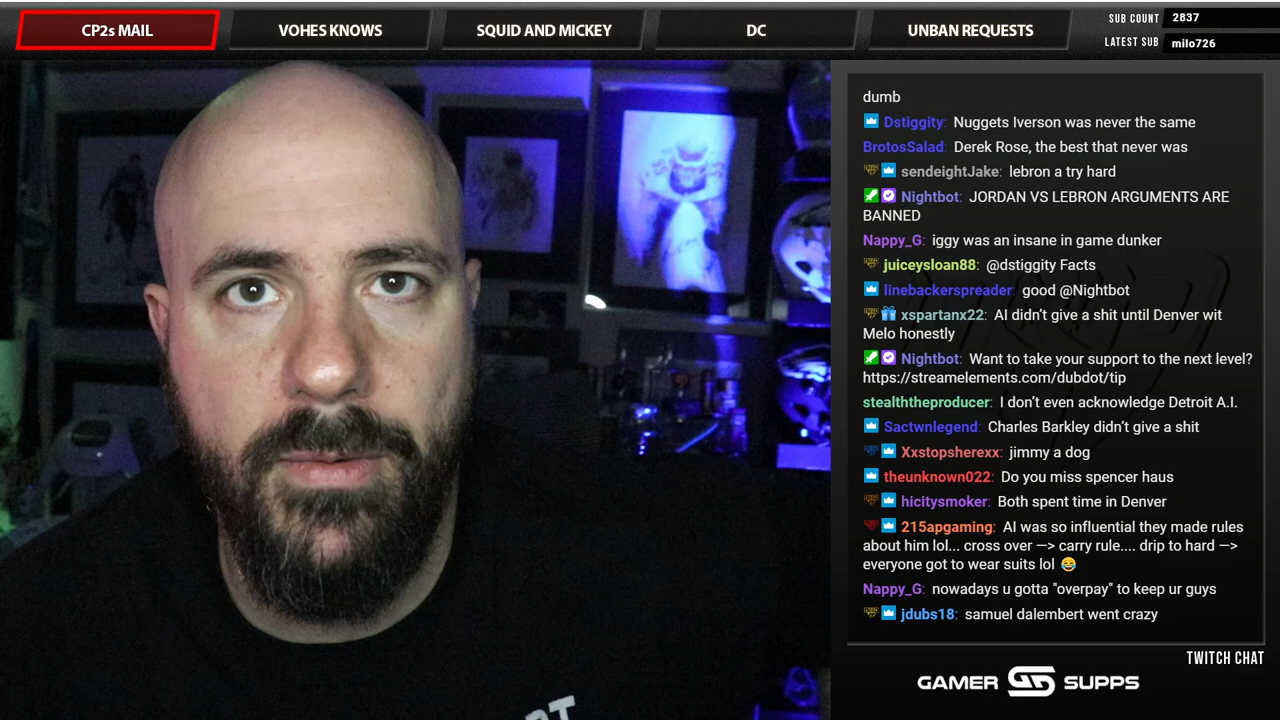 CP2s MAIL
VOHES KNOWS
SQUID AND MICKEY
DC
UNBAN REQUESTS
SUB COUNT 2837
LATEST SUB milo726
dumb
Dstiggity: Nuggets Iverson was never the same
BrotosSalad: Derek Rose, the best that never was
sendeightJake: lebron a try hard
Nightbot: JORDAN VS LEBRON ARGUMENTS ARE
BANNED
Nappy_G: iggy was an insane in game dunker
juiceysloan88: @dstiggity Facts
linebackerspreader: good @Nightbot
xspartanx22: AI didn't give a shit until Denver wit
Melo honestly
Nightbot: Want to take your support to the next level?
https://streamelements.com/dubdot/tip
stealththeproducer: I don't even acknowledge Detroit A.I.
Sactwnlegend: Charles Barkley didn't give a shit
Xxstopsherexx: jimmy a dog
theunknown022: Do you miss spencer haus
hicitysmoker: Both spent time in Denver
215apgaming: AI was so influential they made rules
about him lol... cross over —> carry rule.... drip to hard —>
everyone got to wear suits lol 😂
Nappy_G: nowadays u gotta "overpay" to keep ur guys
jdubs18: samuel dalembert went crazy
TWITCH CHAT
GAMER GS SUPPS